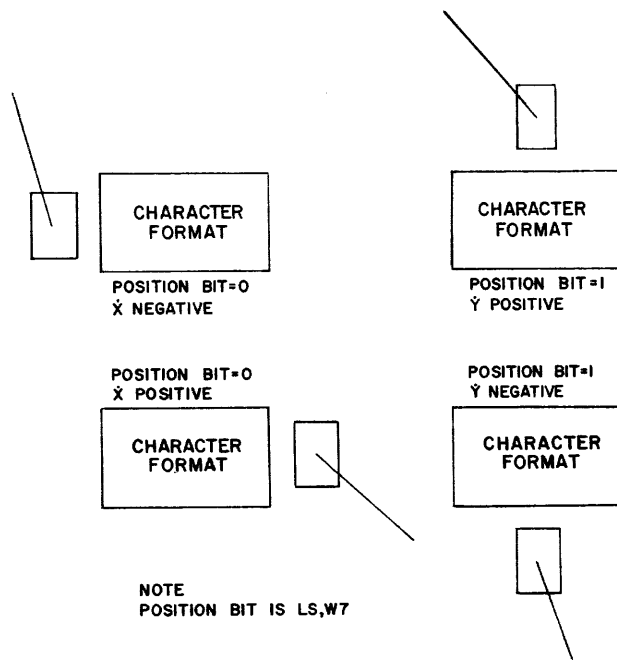 CHARACTER
FORMAT
POSITION BIT=0
Ẋ NEGATIVE
CHARACTER
FORMAT
POSITION BIT=1
Ẏ POSITIVE
POSITION BIT=0
Ẋ POSITIVE
CHARACTER
FORMAT
POSITION BIT=1
Ẏ NEGATIVE
CHARACTER
FORMAT
NOTE
POSITION BIT IS LS,W7